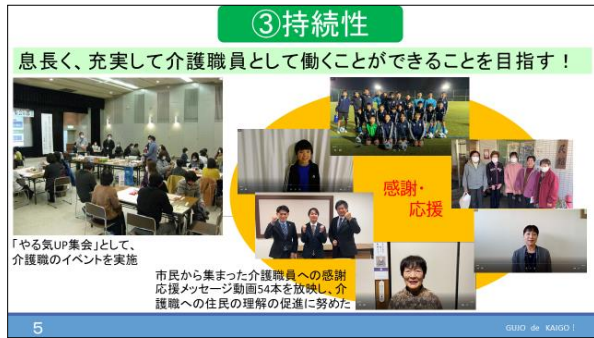 ③持続性
息長く、充実して介護職員として働くことができることを目指す！
感謝・
応援
「やる気UP集会」として、
介護職のイベントを実施
市民から集まった介護職員への感謝
応援メッセージ動画54本を放映し、介
護職への住民の理解の促進に努めた
5
GUJO de KAIGO！